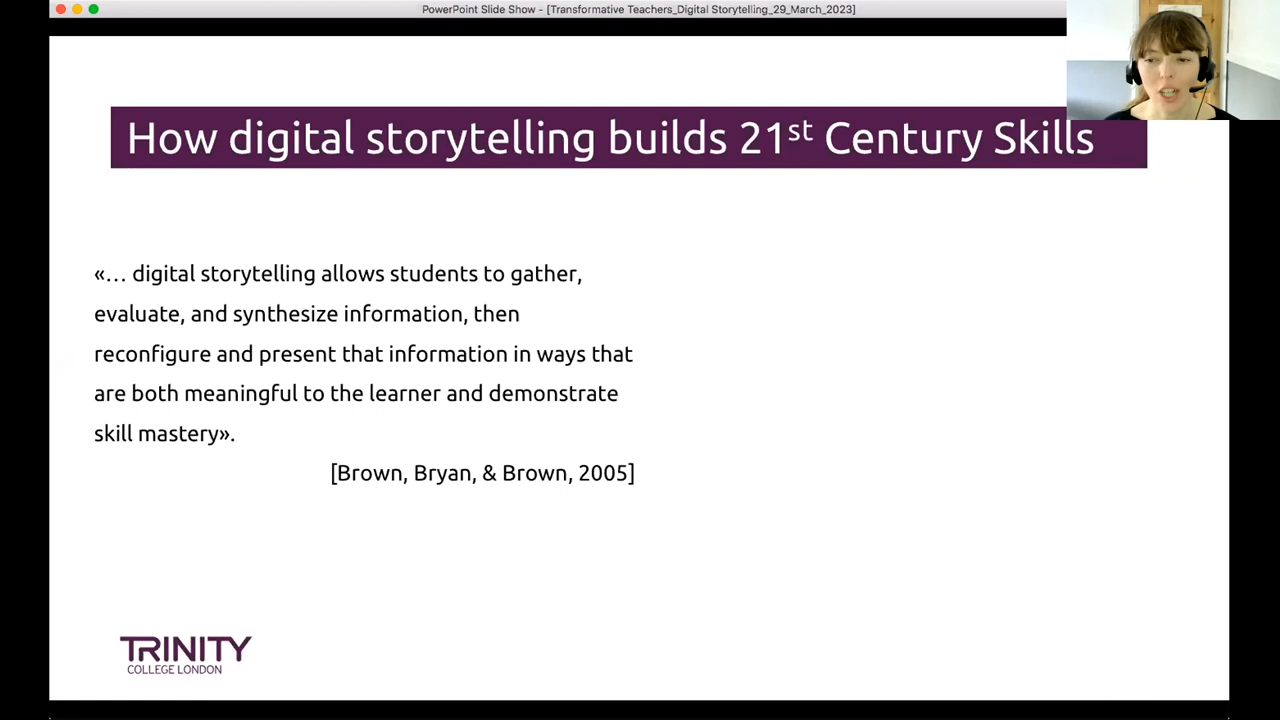 PowerPoint Slide Show - [Transformative Teachers_Digital Storytelling_29_March_2023]
How digital storytelling builds 21st Century Skills
«… digital storytelling allows students to gather,
evaluate, and synthesize information, then
reconfigure and present that information in ways that
are both meaningful to the learner and demonstrate
skill mastery».
[Brown, Bryan, & Brown, 2005]
TRINITY
COLLEGE LONDON